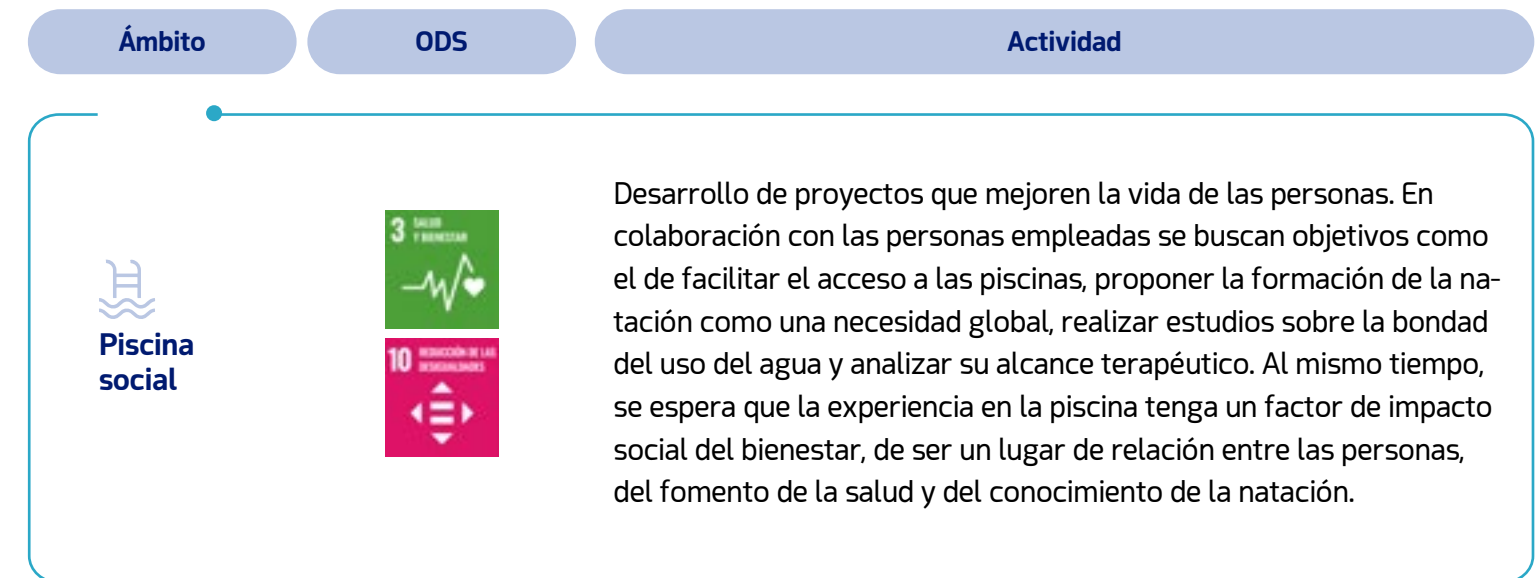 Ámbito
ODS
Actividad
Piscina
social
3 SALUD
Y BIENESTAR
10 REDUCCIÓN DE LAS
DESIGUALDADES
Desarrollo de proyectos que mejoren la vida de las personas. En
colaboración con las personas empleadas se buscan objetivos como
el de facilitar el acceso a las piscinas, proponer la formación de la na-
tación como una necesidad global, realizar estudios sobre la bondad
del uso del agua y analizar su alcance terapéutico. Al mismo tiempo,
se espera que la experiencia en la piscina tenga un factor de impacto
social del bienestar, de ser un lugar de relación entre las personas,
del fomento de la salud y del conocimiento de la natación.